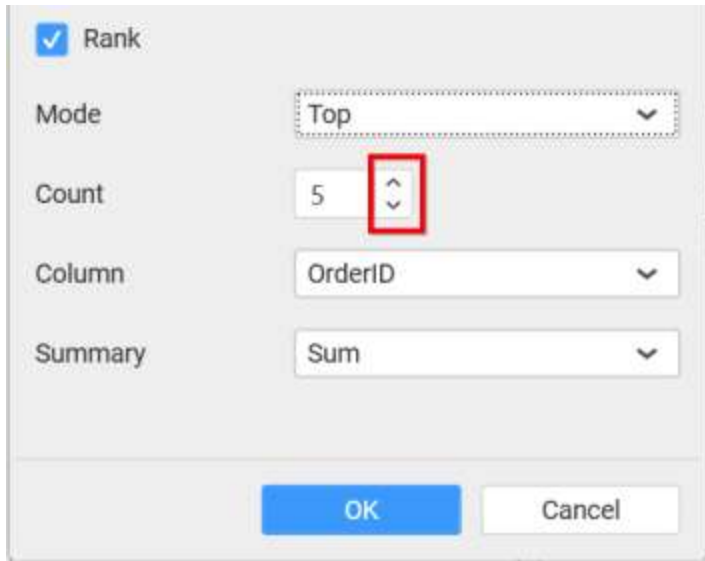 Rank
Mode Top
Count 5
Column OrderID
Summary Sum
OK Cancel